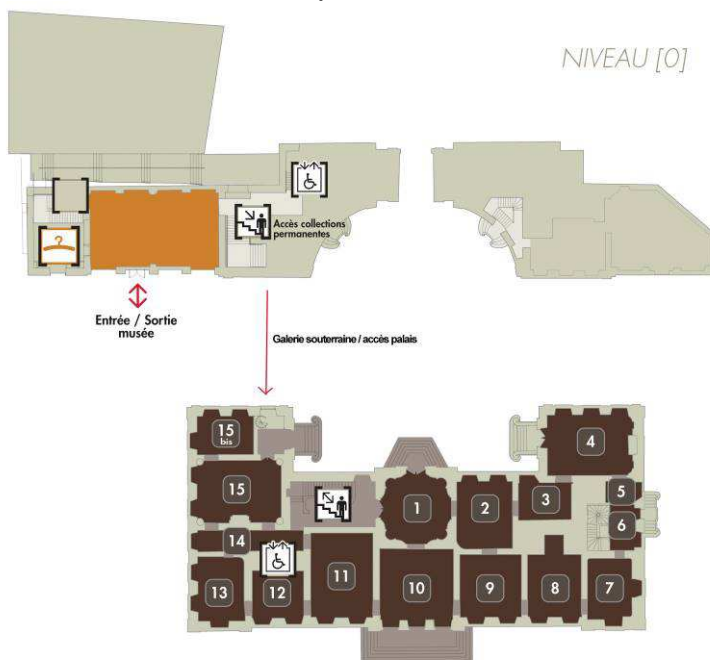 NIVEAU [0]
Accès collections
permanentes
Entrée / Sortie
musée
Galerie souterraine / accès palais
15
bis
4
15
1
2
3
5
6
14
13
12
11
10
9
8
7